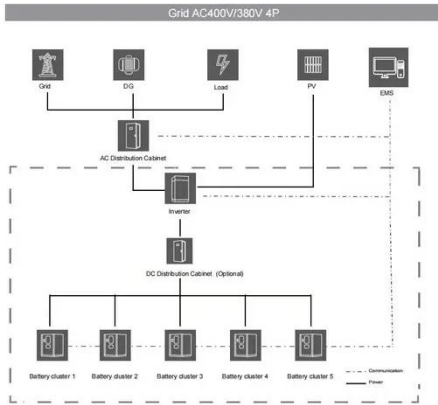 Grid AC400V/380V 4P
Grid
DG
Load
PV
EMS
AC Distribution Cabinet
Inverter
DC Distribution Cabinet (Optional)
Battery cluster 1
Battery cluster 2
Battery cluster 3
Battery cluster 4
Battery cluster 5
Communication
Power